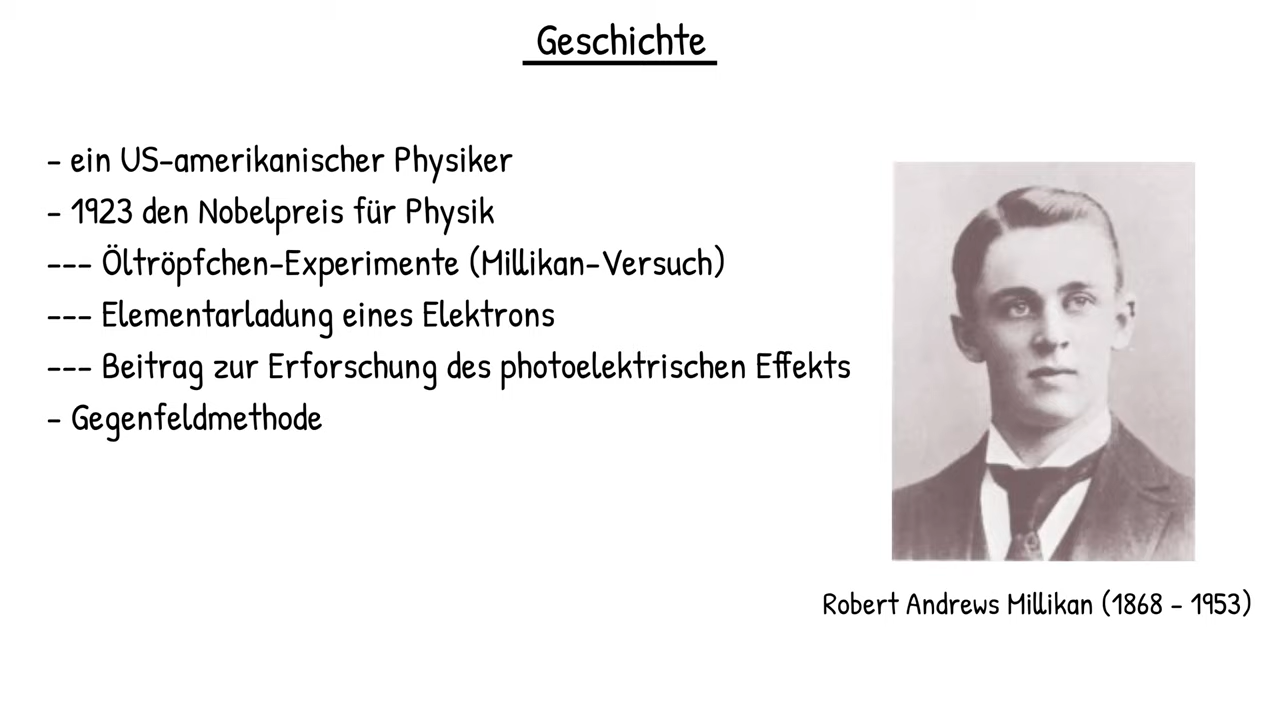 Geschichte
- ein US-amerikanischer Physiker
- 1923 den Nobelpreis für Physik
--- Öltröpfchen-Experimente (Millikan-Versuch)
--- Elementarladung eines Elektrons
--- Beitrag zur Erforschung des photoelektrischen Effekts
- Gegenfeldmethode
Robert Andrews Millikan (1868 - 1953)